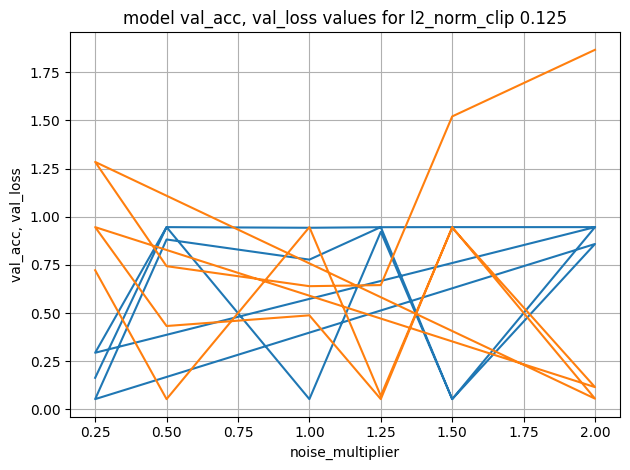 model val_acc, val_loss values for l2_norm_clip 0.125
val_acc, val_loss
1.75
1.50
1.25
1.00
0.75
0.50
0.25
0.00
0.25 0.50 0.75 1.00 1.25 1.50 1.75 2.00
noise_multiplier